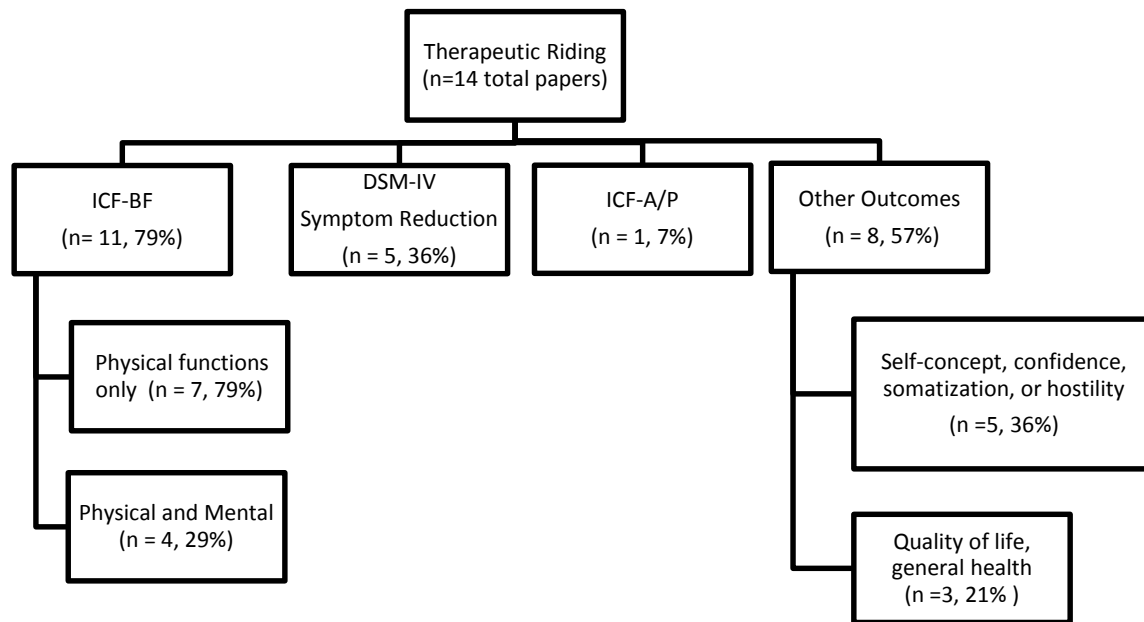 Therapeutic Riding
(n=14 total papers)
ICF-BF
(n= 11, 79%)
DSM-IV
Symptom Reduction
(n = 5, 36%)
ICF-A/P
(n = 1, 7%)
Other Outcomes
(n = 8, 57%)
Physical functions
only (n = 7, 79%)
Physical and Mental
(n = 4, 29%)
Self-concept, confidence,
somatization, or hostility
(n =5, 36%)
Quality of life,
general health
(n =3, 21% )